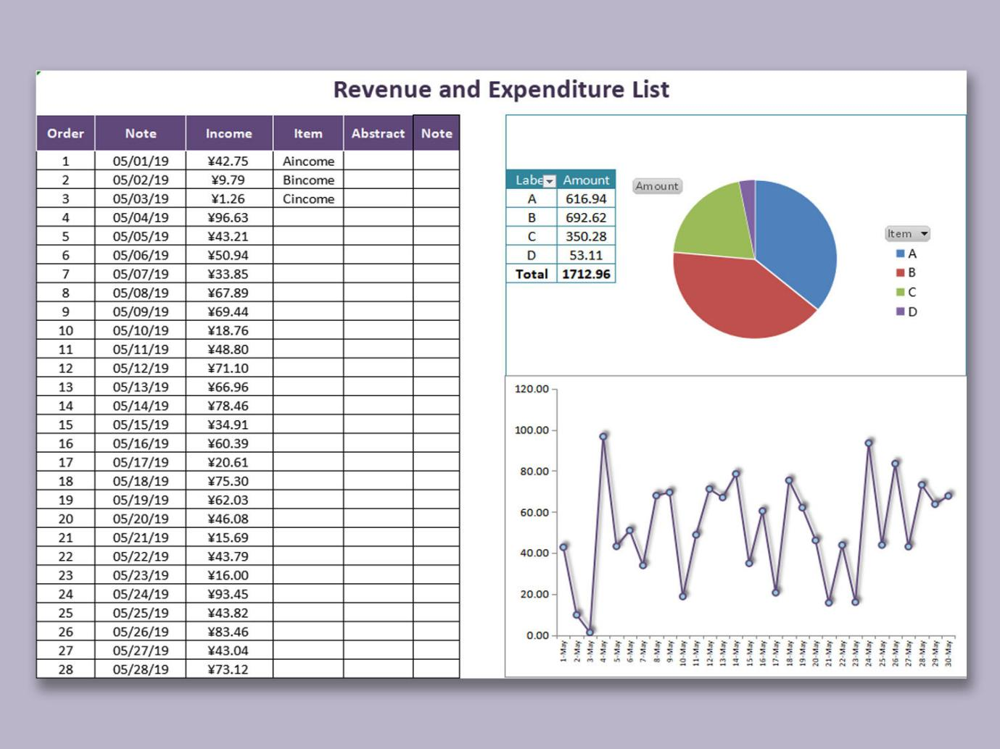 Revenue and Expenditure List
Order Note Income Item Abstract Note
1 05/01/19 ¥42.75 Aincome
2 05/02/19 ¥9.79 Bincome
3 05/03/19 ¥1.26 Cincome
4 05/04/19 ¥96.63
5 05/05/19 ¥43.21
6 05/06/19 ¥50.94
7 05/07/19 ¥33.85
8 05/08/19 ¥67.89
9 05/09/19 ¥69.44
10 05/10/19 ¥18.76
11 05/11/19 ¥48.80
12 05/12/19 ¥71.10
13 05/13/19 ¥66.96
14 05/14/19 ¥78.46
15 05/15/19 ¥34.91
16 05/16/19 ¥60.39
17 05/17/19 ¥20.61
18 05/18/19 ¥75.30
19 05/19/19 ¥62.03
20 05/20/19 ¥46.08
21 05/21/19 ¥15.69
22 05/22/19 ¥43.79
23 05/23/19 ¥16.00
24 05/24/19 ¥93.45
25 05/25/19 ¥43.82
26 05/26/19 ¥83.46
27 05/27/19 ¥43.04
28 05/28/19 ¥73.12
Labe Amount
A 616.94
B 692.62
C 350.28
D 53.11
Total 1712.96
Amount
Item
A
B
C
D
120.00
100.00
80.00
60.00
40.00
20.00
0.00
1-May
2-May
3-May
4-May
5-May
6-May
7-May
8-May
9-May
10-May
11-May
12-May
13-May
14-May
15-May
16-May
17-May
18-May
19-May
20-May
21-May
22-May
23-May
24-May
25-May
26-May
27-May
28-May
29-May
30-May